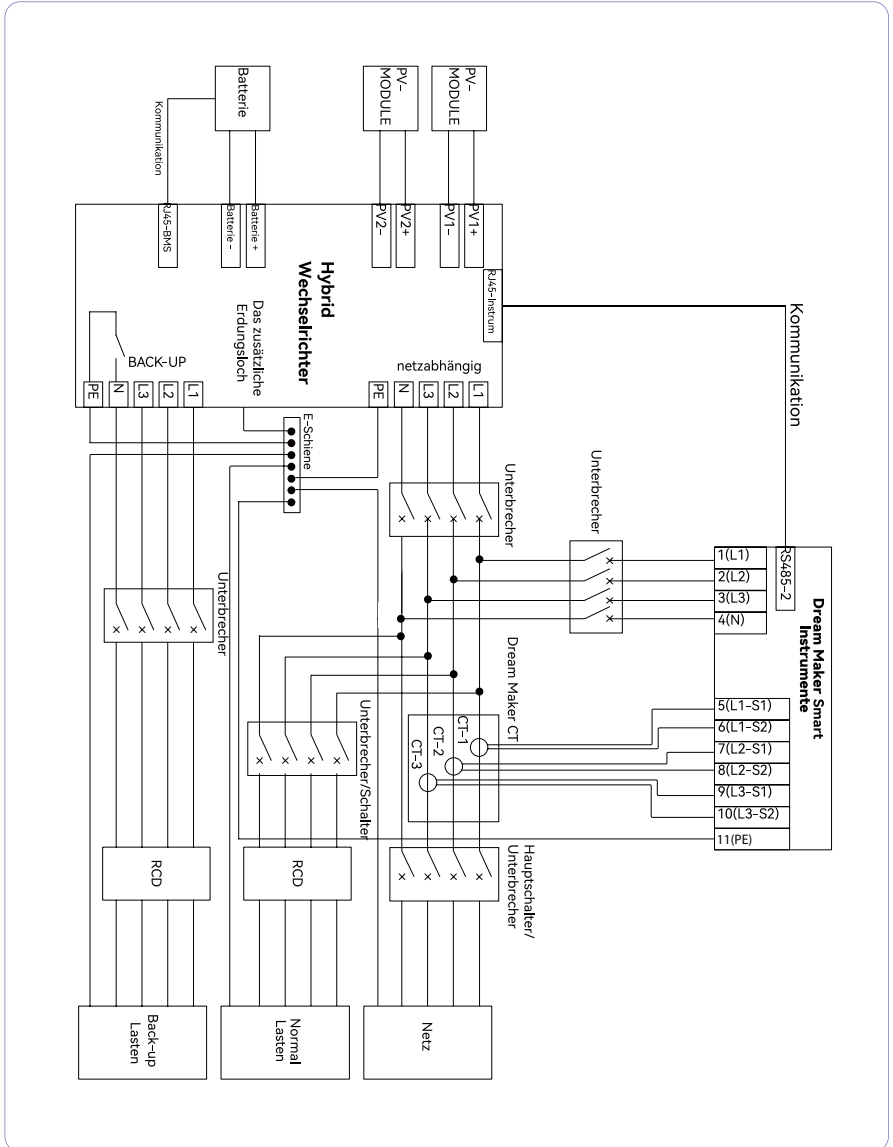 Batterie
PV-
MODULE
PV-
MODULE
Kommunikation
RJ45-BMS
Batterie -
Batterie +
PV2-
PV2+
PV1-
PV1+
RJ45-Instrum
Kommunikation
Hybrid
Wechselrichter
Das zusätzliche
Erdungsloch
BACK-UP
netzabhängig
PE
N
L3
L2
L1
PE
N
L3
L2
L1
E-Schiene
Unterbrecher
Unterbrecher
Unterbrecher
RS485-2
Dream Maker Smart
Instrumente
1(L1)
2(L2)
3(L3)
4(N)
5(L1-S1)
6(L1-S2)
7(L2-S1)
8(L2-S2)
9(L3-S1)
10(L3-S2)
11(PE)
Dream Maker CT
CT-1
CT-2
CT-3
Unterbrecher/Schalter
Hauptschalter/
Unterbrecher
RCD
RCD
Back-up
Lasten
Normal
Lasten
Netz